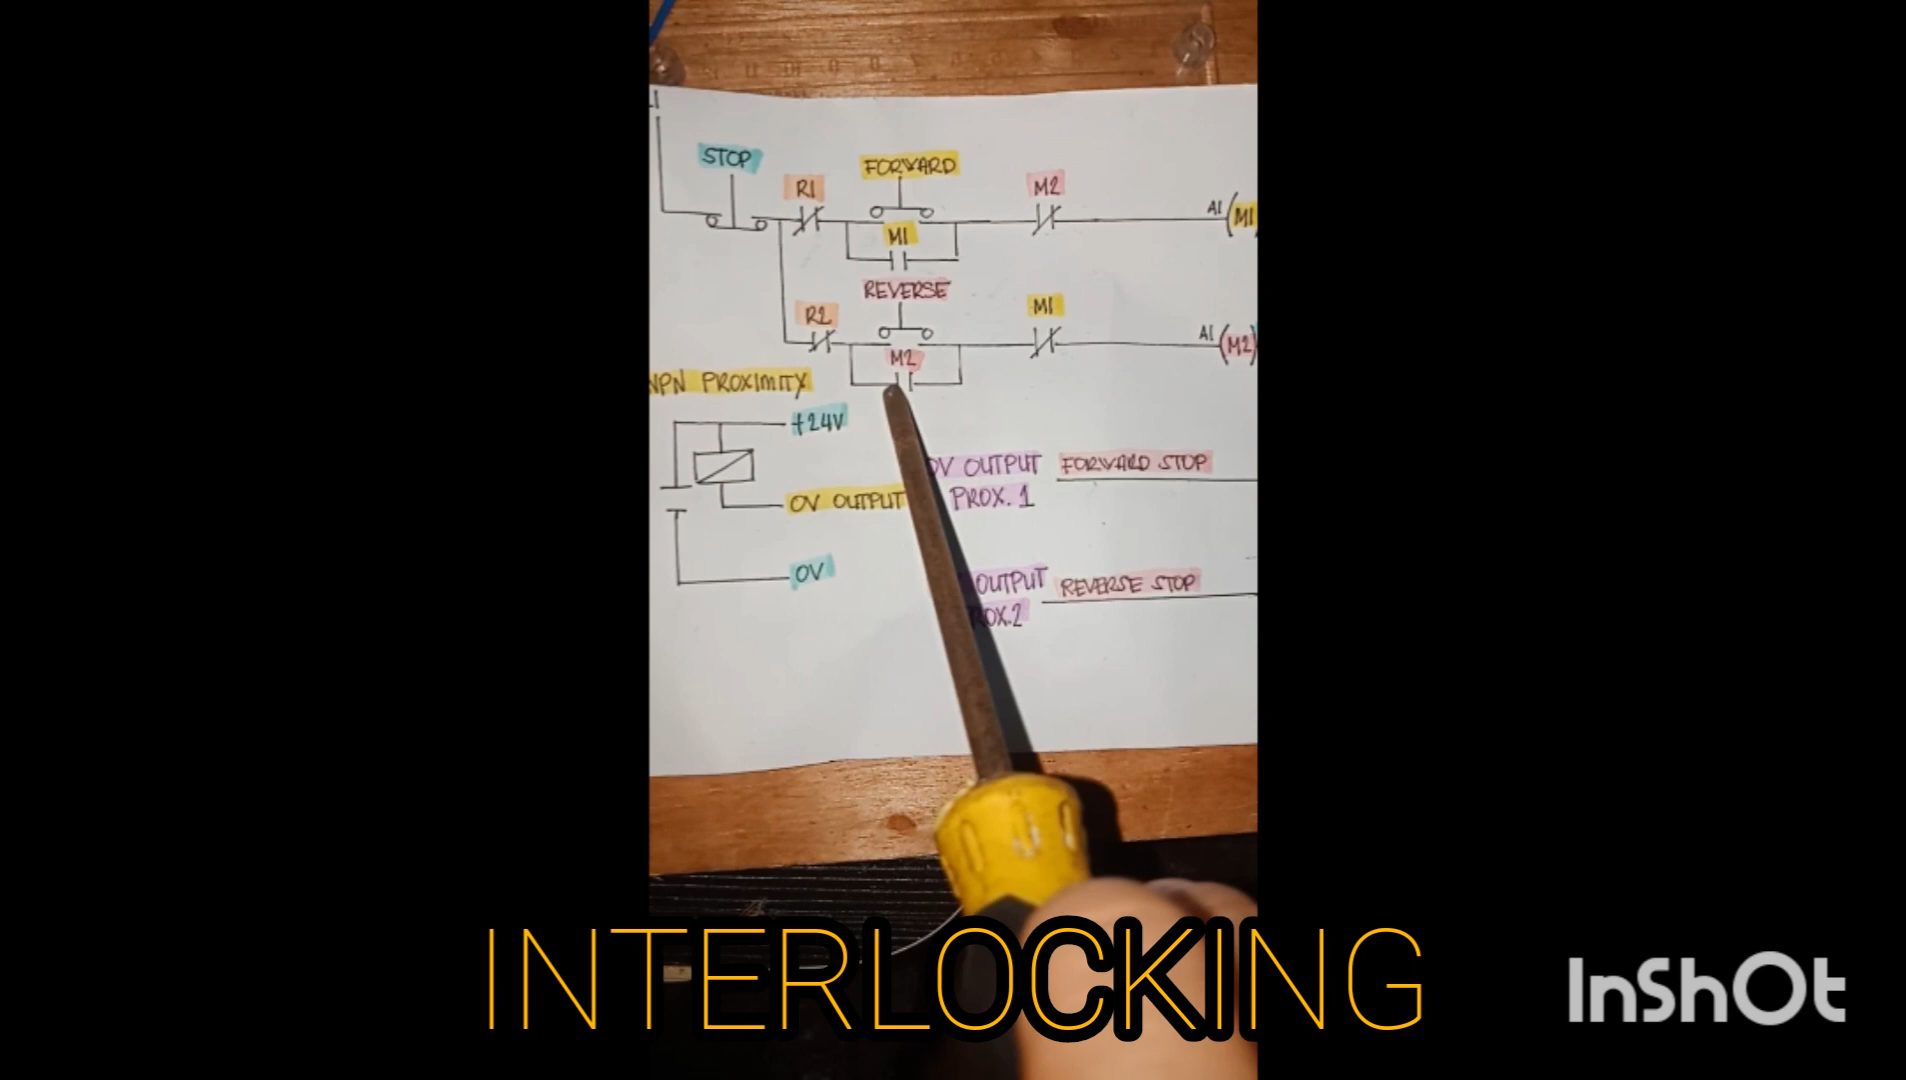 STOP
FORWARD
R1
M2
A1 (M1)
M1
REVERSE
R2
M1
A1 (M2)
M2
NPN PROXIMITY
+24V
0V OUTPUT
0V
0V OUTPUT
PROX. 1
FORWARD STOP
OUTPUT
REVERSE STOP
INTERLOCKING
InShOt